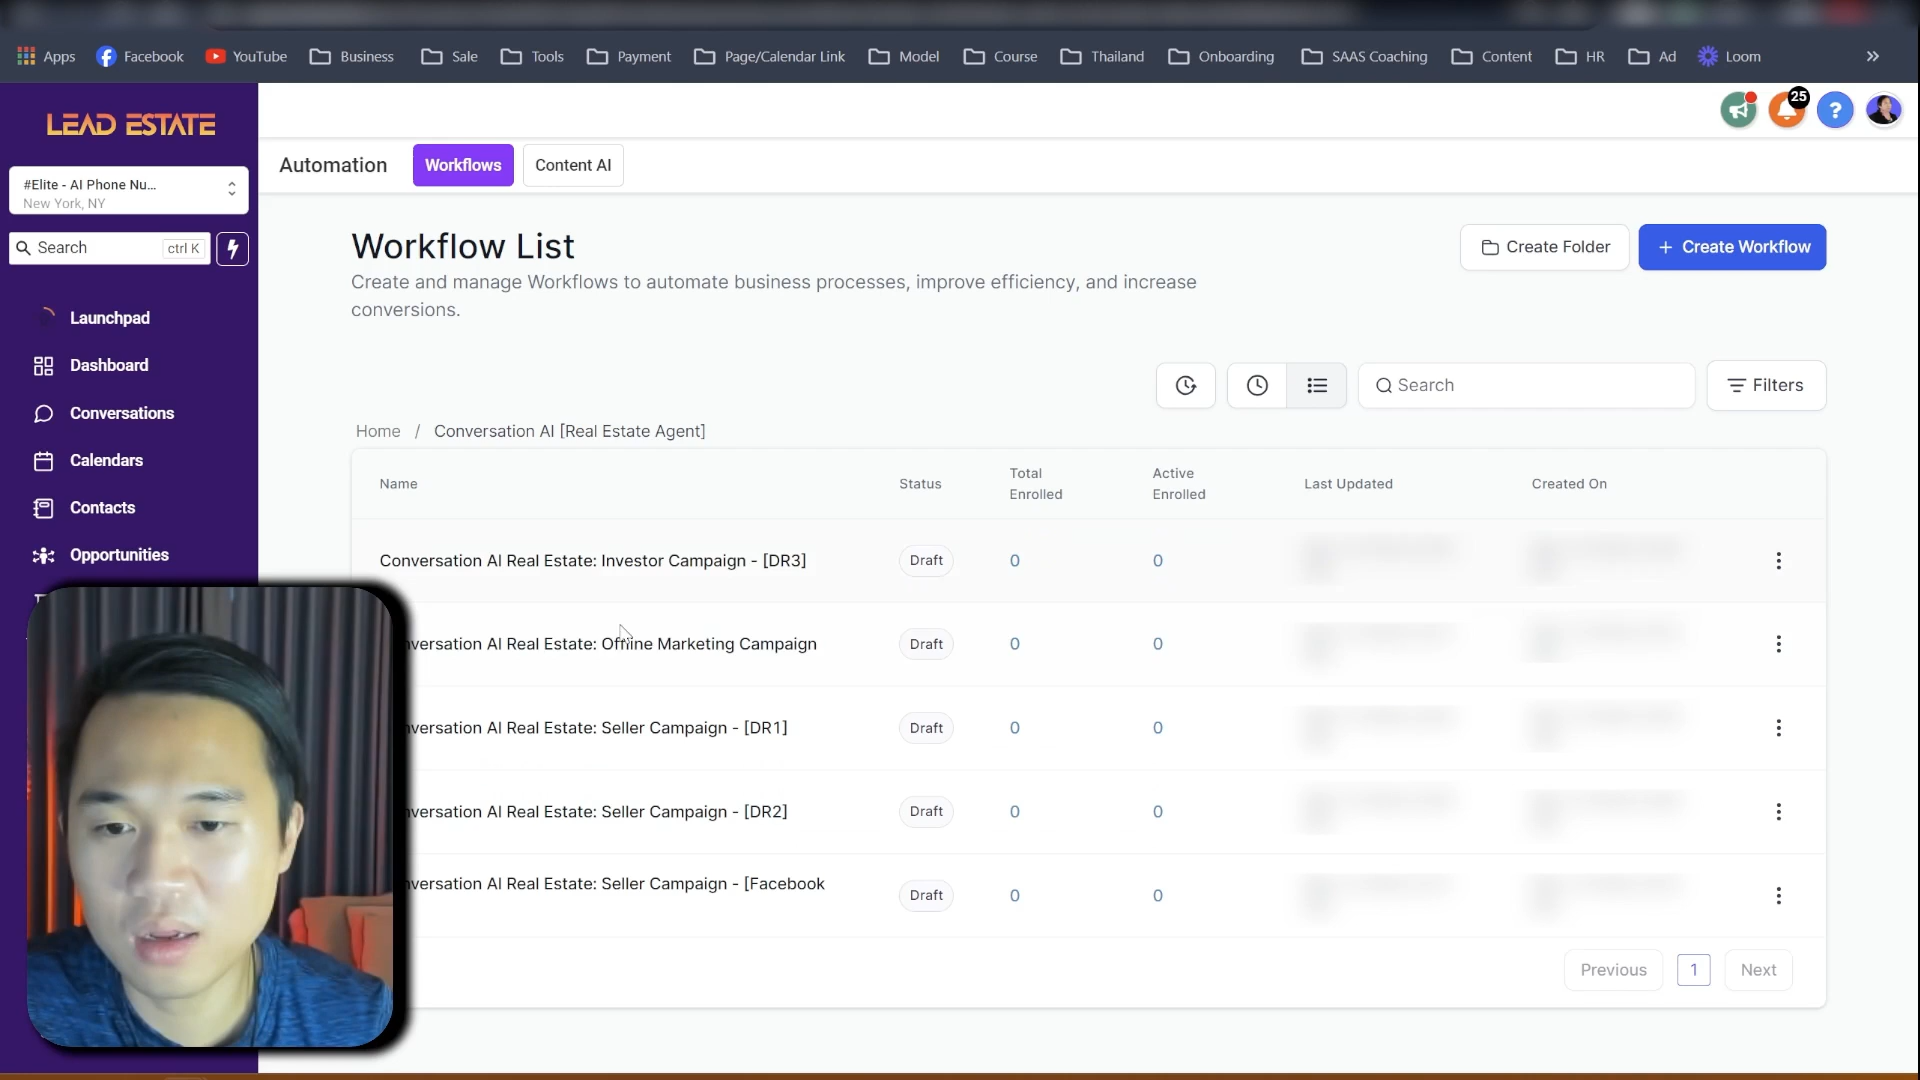 Apps
Facebook
YouTube
Business
Sale
Tools
Payment
Page/Calendar Link
Model
Course
Thailand
Onboarding
SAAS Coaching
Content
HR
Ad
Loom
LEAD ESTATE
25
?
Automation
Workflows
Content AI
#Elite - AI Phone Nu...
New York, NY
Search
ctrl K
Launchpad
Dashboard
Conversations
Calendars
Contacts
Opportunities
Workflow List
Create and manage Workflows to automate business processes, improve efficiency, and increase
conversions.
Create Folder
+ Create Workflow
Search
Filters
Home / Conversation AI [Real Estate Agent]
Name
Status
Total
Enrolled
Active
Enrolled
Last Updated
Created On
Conversation AI Real Estate: Investor Campaign - [DR3] Draft 0 0
nversation AI Real Estate: Offline Marketing Campaign Draft 0 0
nversation AI Real Estate: Seller Campaign - [DR1] Draft 0 0
nversation AI Real Estate: Seller Campaign - [DR2] Draft 0 0
nversation AI Real Estate: Seller Campaign - [Facebook Draft 0 0
Previous 1 Next